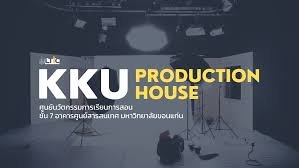 LTIC
KKU PRODUCTION
HOUSE
ศูนย์นวัตกรรมการเรียนการสอน
ชั้น 7 อาคารศูนย์สารสนเทศ มหาวิทยาลัยขอนแก่น